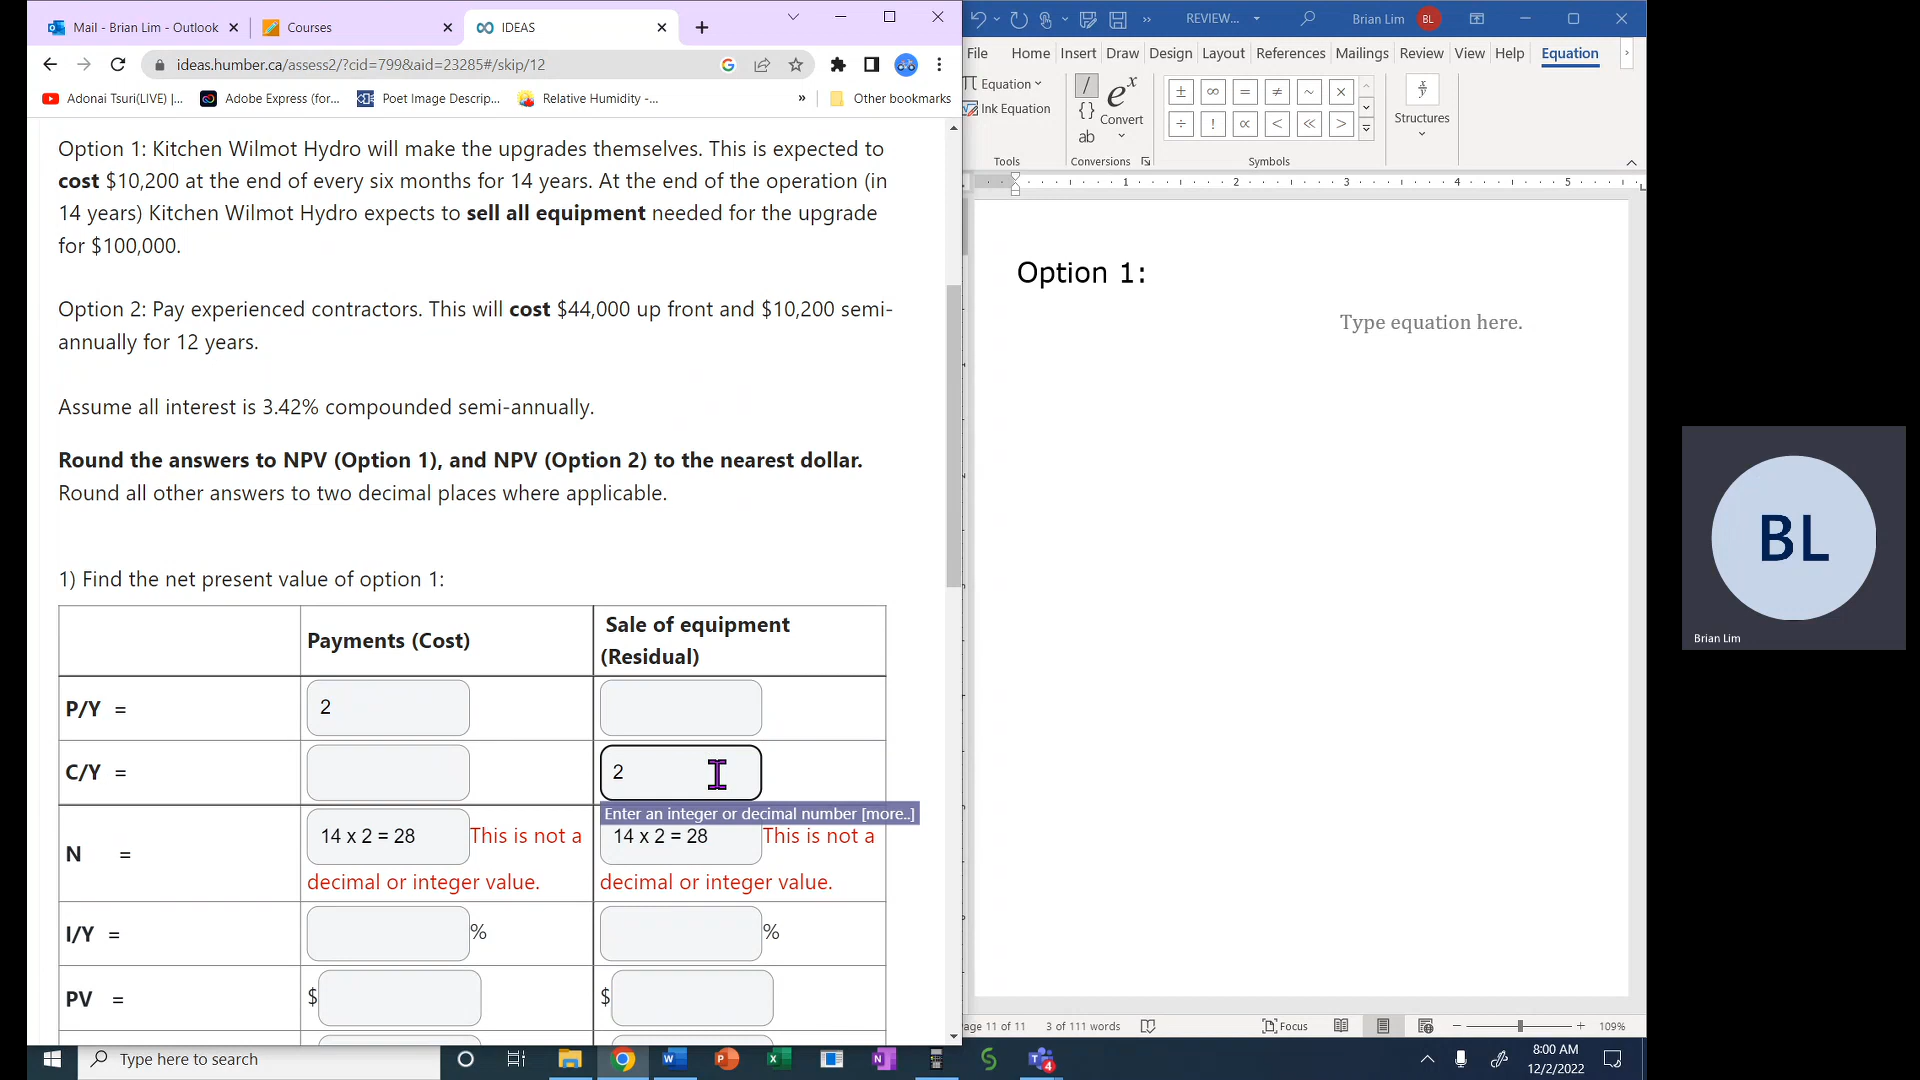 Mail - Brian Lim - Outlook
Courses
IDEAS
ideas.humber.ca/assess2/?cid=799&aid=23285#/skip/12
Adonai Tsuri(LIVE) |...
Adobe Express (for...
Poet Image Descrip...
Relative Humidity -...
»
Other bookmarks
Option 1: Kitchen Wilmot Hydro will make the upgrades themselves. This is expected to
cost $10,200 at the end of every six months for 14 years. At the end of the operation (in
14 years) Kitchen Wilmot Hydro expects to sell all equipment needed for the upgrade
for $100,000.
Option 2: Pay experienced contractors. This will cost $44,000 up front and $10,200 semi-
annually for 12 years.
Assume all interest is 3.42% compounded semi-annually.
Round the answers to NPV (Option 1), and NPV (Option 2) to the nearest dollar.
Round all other answers to two decimal places where applicable.
1) Find the net present value of option 1:
Payments (Cost)
Sale of equipment
(Residual)
P/Y =
2
C/Y =
2
Enter an integer or decimal number [more..]
N =
14 x 2 = 28
This is not a
decimal or integer value.
14 x 2 = 28
This is not a
decimal or integer value.
I/Y =
%
%
PV =
$
$
Type here to search
REVIEW...
Brian Lim
BL
File
Home
Insert
Draw
Design
Layout
References
Mailings
Review
View
Help
Equation
Equation
Ink Equation
Tools
{}
ab
e^x
Convert
Conversions
± ∞ = ≠ ~ ×
÷ ! ∝ < ≪ >
Symbols
Structures
1 2 3 4 5
Option 1:
Type equation here.
age 11 of 11
3 of 111 words
Focus
109%
8:00 AM
12/2/2022
BL
Brian Lim